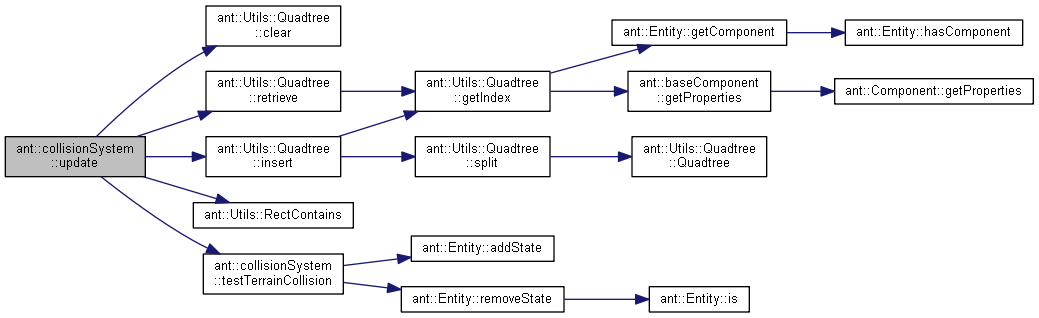 ant::collisionSystem
::update
ant::Utils::Quadtree
::clear
ant::Utils::Quadtree
::retrieve
ant::Utils::Quadtree
::insert
ant::Utils::RectContains
ant::collisionSystem
::testTerrainCollision
ant::Utils::Quadtree
::getIndex
ant::Utils::Quadtree
::split
ant::Entity::addState
ant::Entity::removeState
ant::Entity::getComponent
ant::baseComponent
::getProperties
ant::Utils::Quadtree
::Quadtree
ant::Entity::is
ant::Entity::hasComponent
ant::Component::getProperties